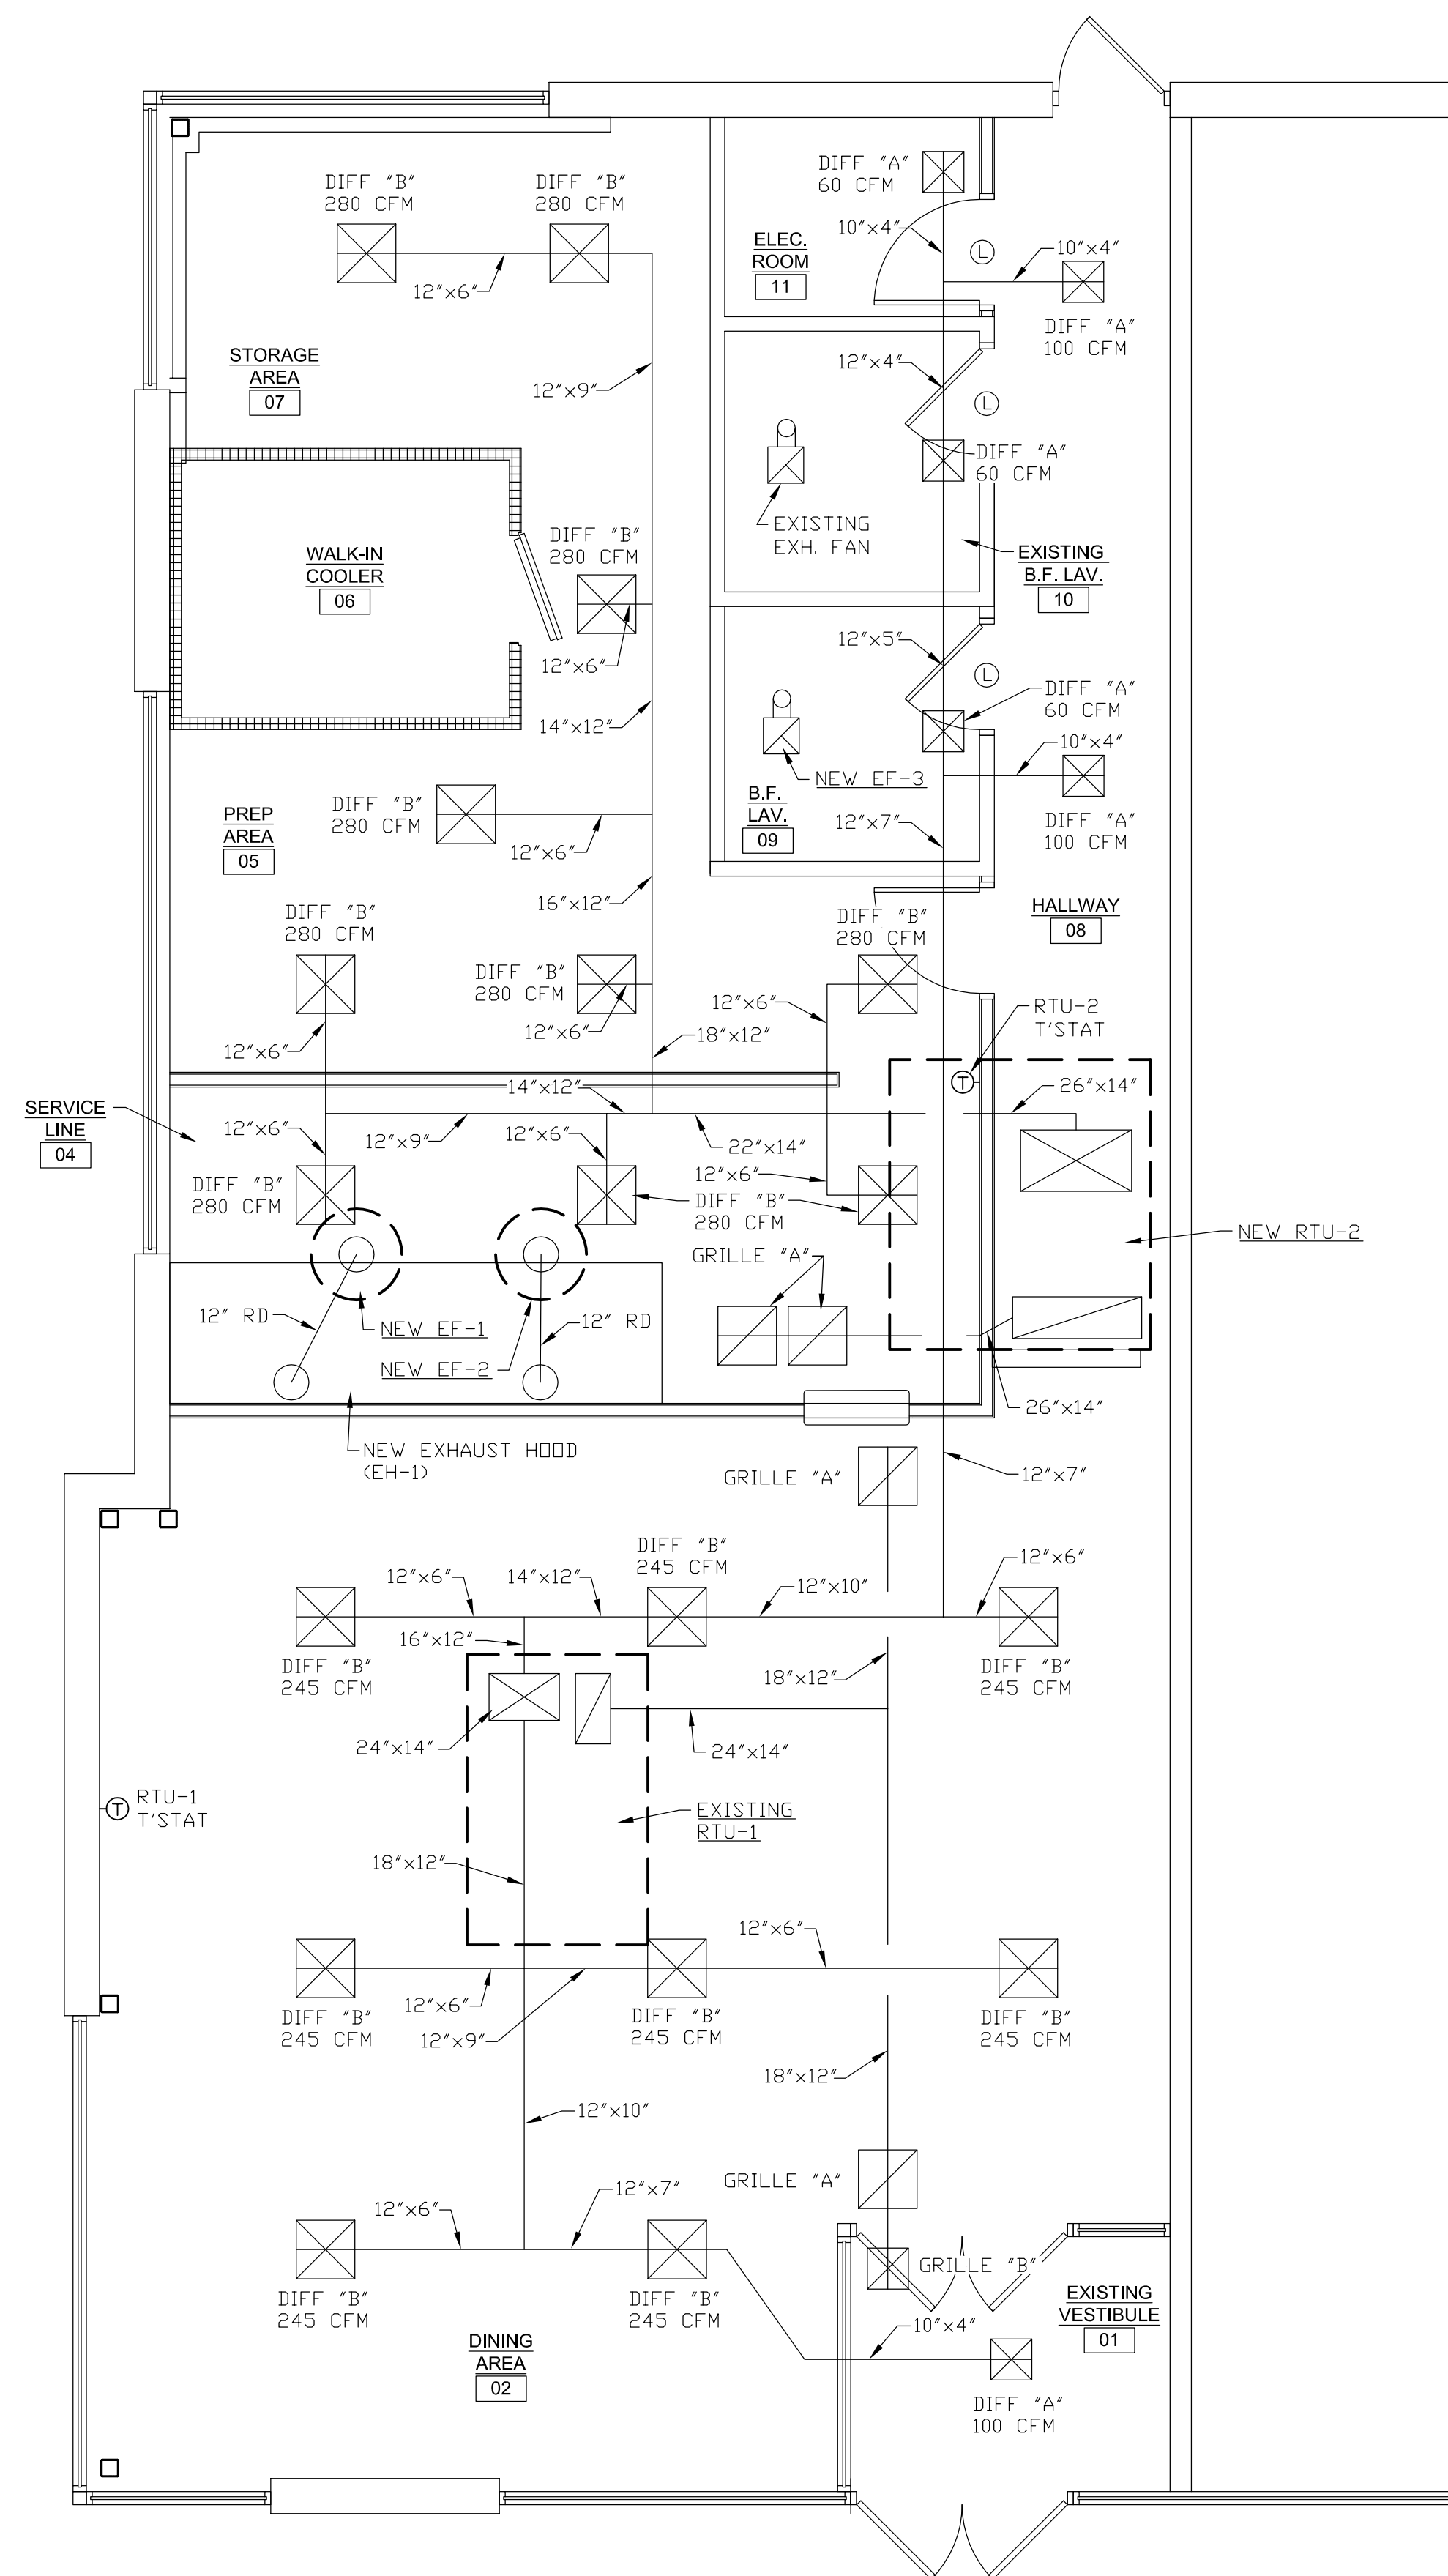 DIFF "A"
60 CFM
DIFF "B"
280 CFM
DIFF "B"
280 CFM
10"x4"
ELEC.
ROOM
11
L
10"x4"
12"x6"
DIFF "A"
100 CFM
STORAGE
AREA
07
12"x9"
12"x4"
L
DIFF "A"
60 CFM
EXISTING
EXH. FAN
DIFF "B"
280 CFM
WALK-IN
COOLER
06
EXISTING
B.F. LAV.
10
12"x6"
12"x5"
L
DIFF "A"
60 CFM
14"x12"
10"x4"
NEW EF-3
B.F.
LAV.
09
DIFF "B"
280 CFM
PREP
AREA
05
12"x7"
DIFF "A"
100 CFM
12"x6"
16"x12"
HALLWAY
08
DIFF "B"
280 CFM
DIFF "B"
280 CFM
DIFF "B"
280 CFM
12"x6"
12"x6"
18"x12"
RTU-2
T'STAT
12"x6"
T
14"x12"
26"x14"
SERVICE
LINE
04
12"x6"
12"x9"
12"x6"
22"x14"
12"x6"
DIFF "B"
280 CFM
DIFF "B"
280 CFM
NEW RTU-2
GRILLE "A"
12" RD
NEW EF-1
12" RD
NEW EF-2
26"x14"
NEW EXHAUST HOOD
(EH-1)
GRILLE "A"
12"x7"
DIFF "B"
245 CFM
12"x6"
14"x12"
12"x10"
12"x6"
16"x12"
DIFF "B"
245 CFM
18"x12"
DIFF "B"
245 CFM
24"x14"
24"x14"
T
RTU-1
T'STAT
EXISTING
RTU-1
18"x12"
12"x6"
12"x6"
DIFF "B"
245 CFM
12"x9"
DIFF "B"
245 CFM
DIFF "B"
245 CFM
18"x12"
12"x10"
GRILLE "A"
12"x6"
12"x7"
GRILLE "B"
DIFF "B"
245 CFM
DIFF "B"
245 CFM
EXISTING
VESTIBULE
01
10"x4"
DINING
AREA
02
DIFF "A"
100 CFM